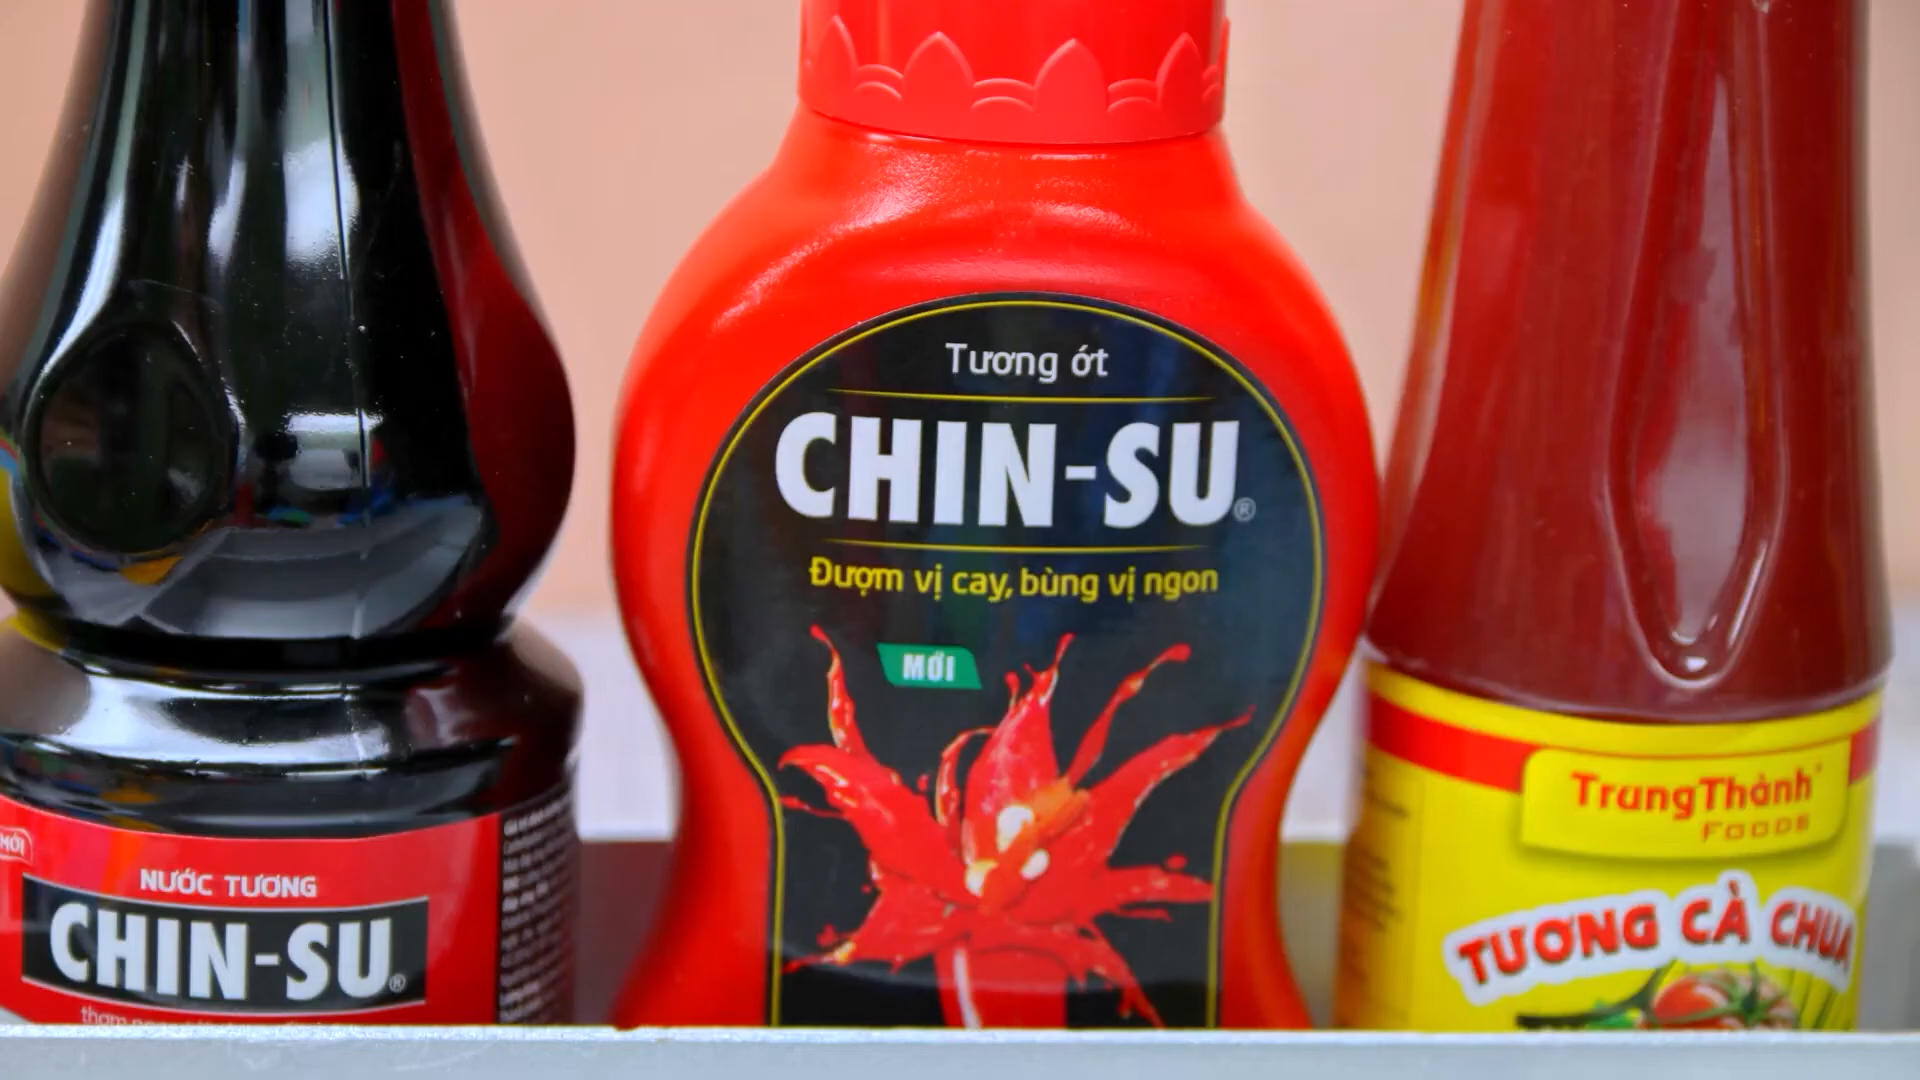 MỚI
NƯỚC TƯƠNG
CHIN-SU®
Tương ớt
CHIN-SU®
Đượm vị cay, bùng vị ngon
MỚI
TrungThành
FOODS
TƯƠNG CÀ CHUA